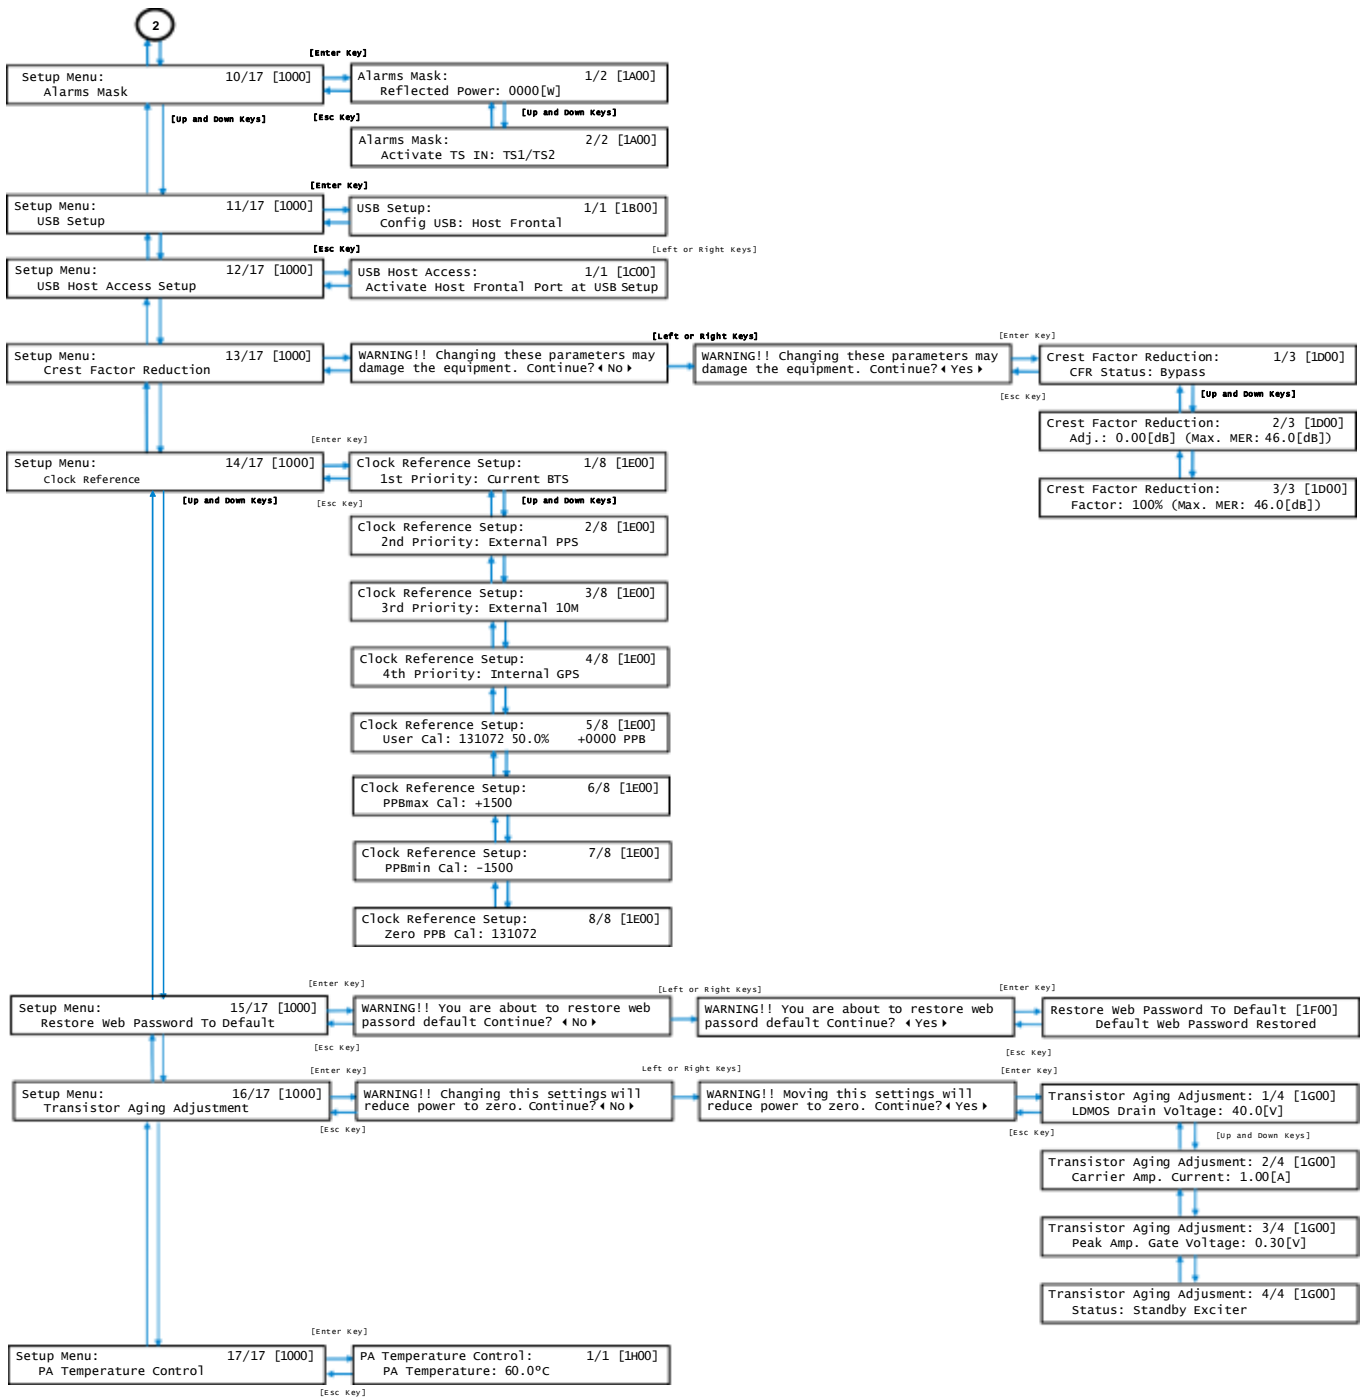 2
[Enter Key]
Setup Menu: 10/17 [1000]
Alarms Mask
Alarms Mask: 1/2 [1A00]
Reflected Power: 0000[W]
[Up and Down Keys]
[Esc Key]
[Up and Down Keys]
Alarms Mask: 2/2 [1A00]
Activate TS IN: TS1/TS2
[Enter Key]
Setup Menu: 11/17 [1000]
USB Setup
USB Setup: 1/1 [1B00]
Config USB: Host Frontal
[Esc Key]
[Left or Right Keys]
Setup Menu: 12/17 [1000]
USB Host Access Setup
USB Host Access: 1/1 [1C00]
Activate Host Frontal Port at USB Setup
[Left or Right Keys]
[Enter Key]
Setup Menu: 13/17 [1000]
Crest Factor Reduction
WARNING!! Changing these parameters may
damage the equipment. Continue?◀ No ▶
WARNING!! Changing these parameters may
damage the equipment. Continue?◀ Yes ▶
Crest Factor Reduction: 1/3 [1D00]
CFR Status: Bypass
[Esc Key]
[Up and Down Keys]
Crest Factor Reduction: 2/3 [1D00]
Adj.: 0.00[dB] (Max. MER: 46.0[dB])
[Enter Key]
Setup Menu: 14/17 [1000]
Clock Reference
Clock Reference Setup: 1/8 [1E00]
1st Priority: Current BTS
Crest Factor Reduction: 3/3 [1D00]
Factor: 100% (Max. MER: 46.0[dB])
[Up and Down Keys]
[Esc Key]
[Up and Down Keys]
Clock Reference Setup: 2/8 [1E00]
2nd Priority: External PPS
Clock Reference Setup: 3/8 [1E00]
3rd Priority: External 10M
Clock Reference Setup: 4/8 [1E00]
4th Priority: Internal GPS
Clock Reference Setup: 5/8 [1E00]
User Cal: 131072 50.0% +0000 PPB
Clock Reference Setup: 6/8 [1E00]
PPBmax Cal: +1500
Clock Reference Setup: 7/8 [1E00]
PPBmin Cal: -1500
Clock Reference Setup: 8/8 [1E00]
Zero PPB Cal: 131072
[Enter Key]
[Left or Right Keys]
[Enter Key]
Setup Menu: 15/17 [1000]
Restore Web Password To Default
WARNING!! You are about to restore web
passord default Continue? ◀ No ▶
WARNING!! You are about to restore web
passord default Continue? ◀ Yes ▶
Restore Web Password To Default [1F00]
Default Web Password Restored
[Esc Key]
[Esc Key]
[Enter Key]
Left or Right Keys]
[Enter Key]
Setup Menu: 16/17 [1000]
Transistor Aging Adjustment
WARNING!! Changing this settings will
reduce power to zero. Continue?◀ No ▶
WARNING!! Moving this settings will
reduce power to zero. Continue?◀ Yes ▶
Transistor Aging Adjusment: 1/4 [1G00]
LDMOS Drain Voltage: 40.0[V]
[Esc Key]
[Esc Key]
[Up and Down Keys]
Transistor Aging Adjusment: 2/4 [1G00]
Carrier Amp. Current: 1.00[A]
Transistor Aging Adjusment: 3/4 [1G00]
Peak Amp. Gate Voltage: 0.30[V]
Transistor Aging Adjusment: 4/4 [1G00]
Status: Standby Exciter
[Enter Key]
Setup Menu: 17/17 [1000]
PA Temperature Control
PA Temperature Control: 1/1 [1H00]
PA Temperature: 60.0ºC
[Esc Key]